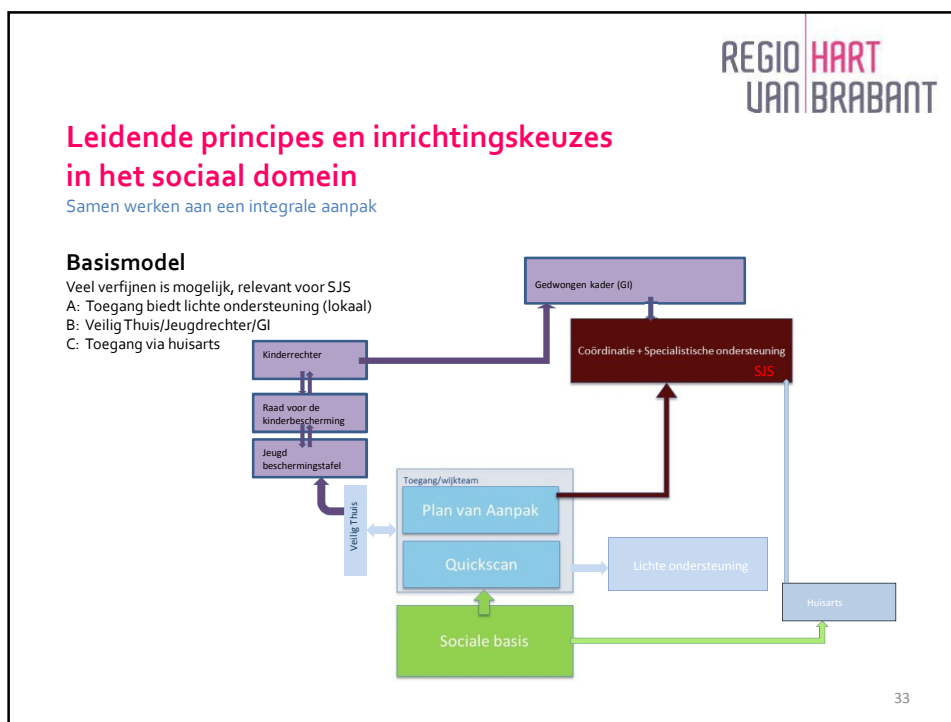 REGIO HART
VAN BRABANT
Leidende principes en inrichtingskeuzes
in het sociaal domein
Samen werken aan een integrale aanpak
Basismodel
Veel verfijnen is mogelijk, relevant voor SJS
A: Toegang biedt lichte ondersteuning (lokaal)
B: Veilig Thuis/Jeugdrechter/GI
C: Toegang via huisarts
Gedwongen kader (GI)
Coördinatie + Specialistische ondersteuning
SJS
Kinderrechter
Raad voor de
kinderbescherming
Jeugd
beschermingstafel
Veilig Thuis
Toegang/wijkteam
Plan van Aanpak
Quickscan
Lichte ondersteuning
Huisarts
Sociale basis
33